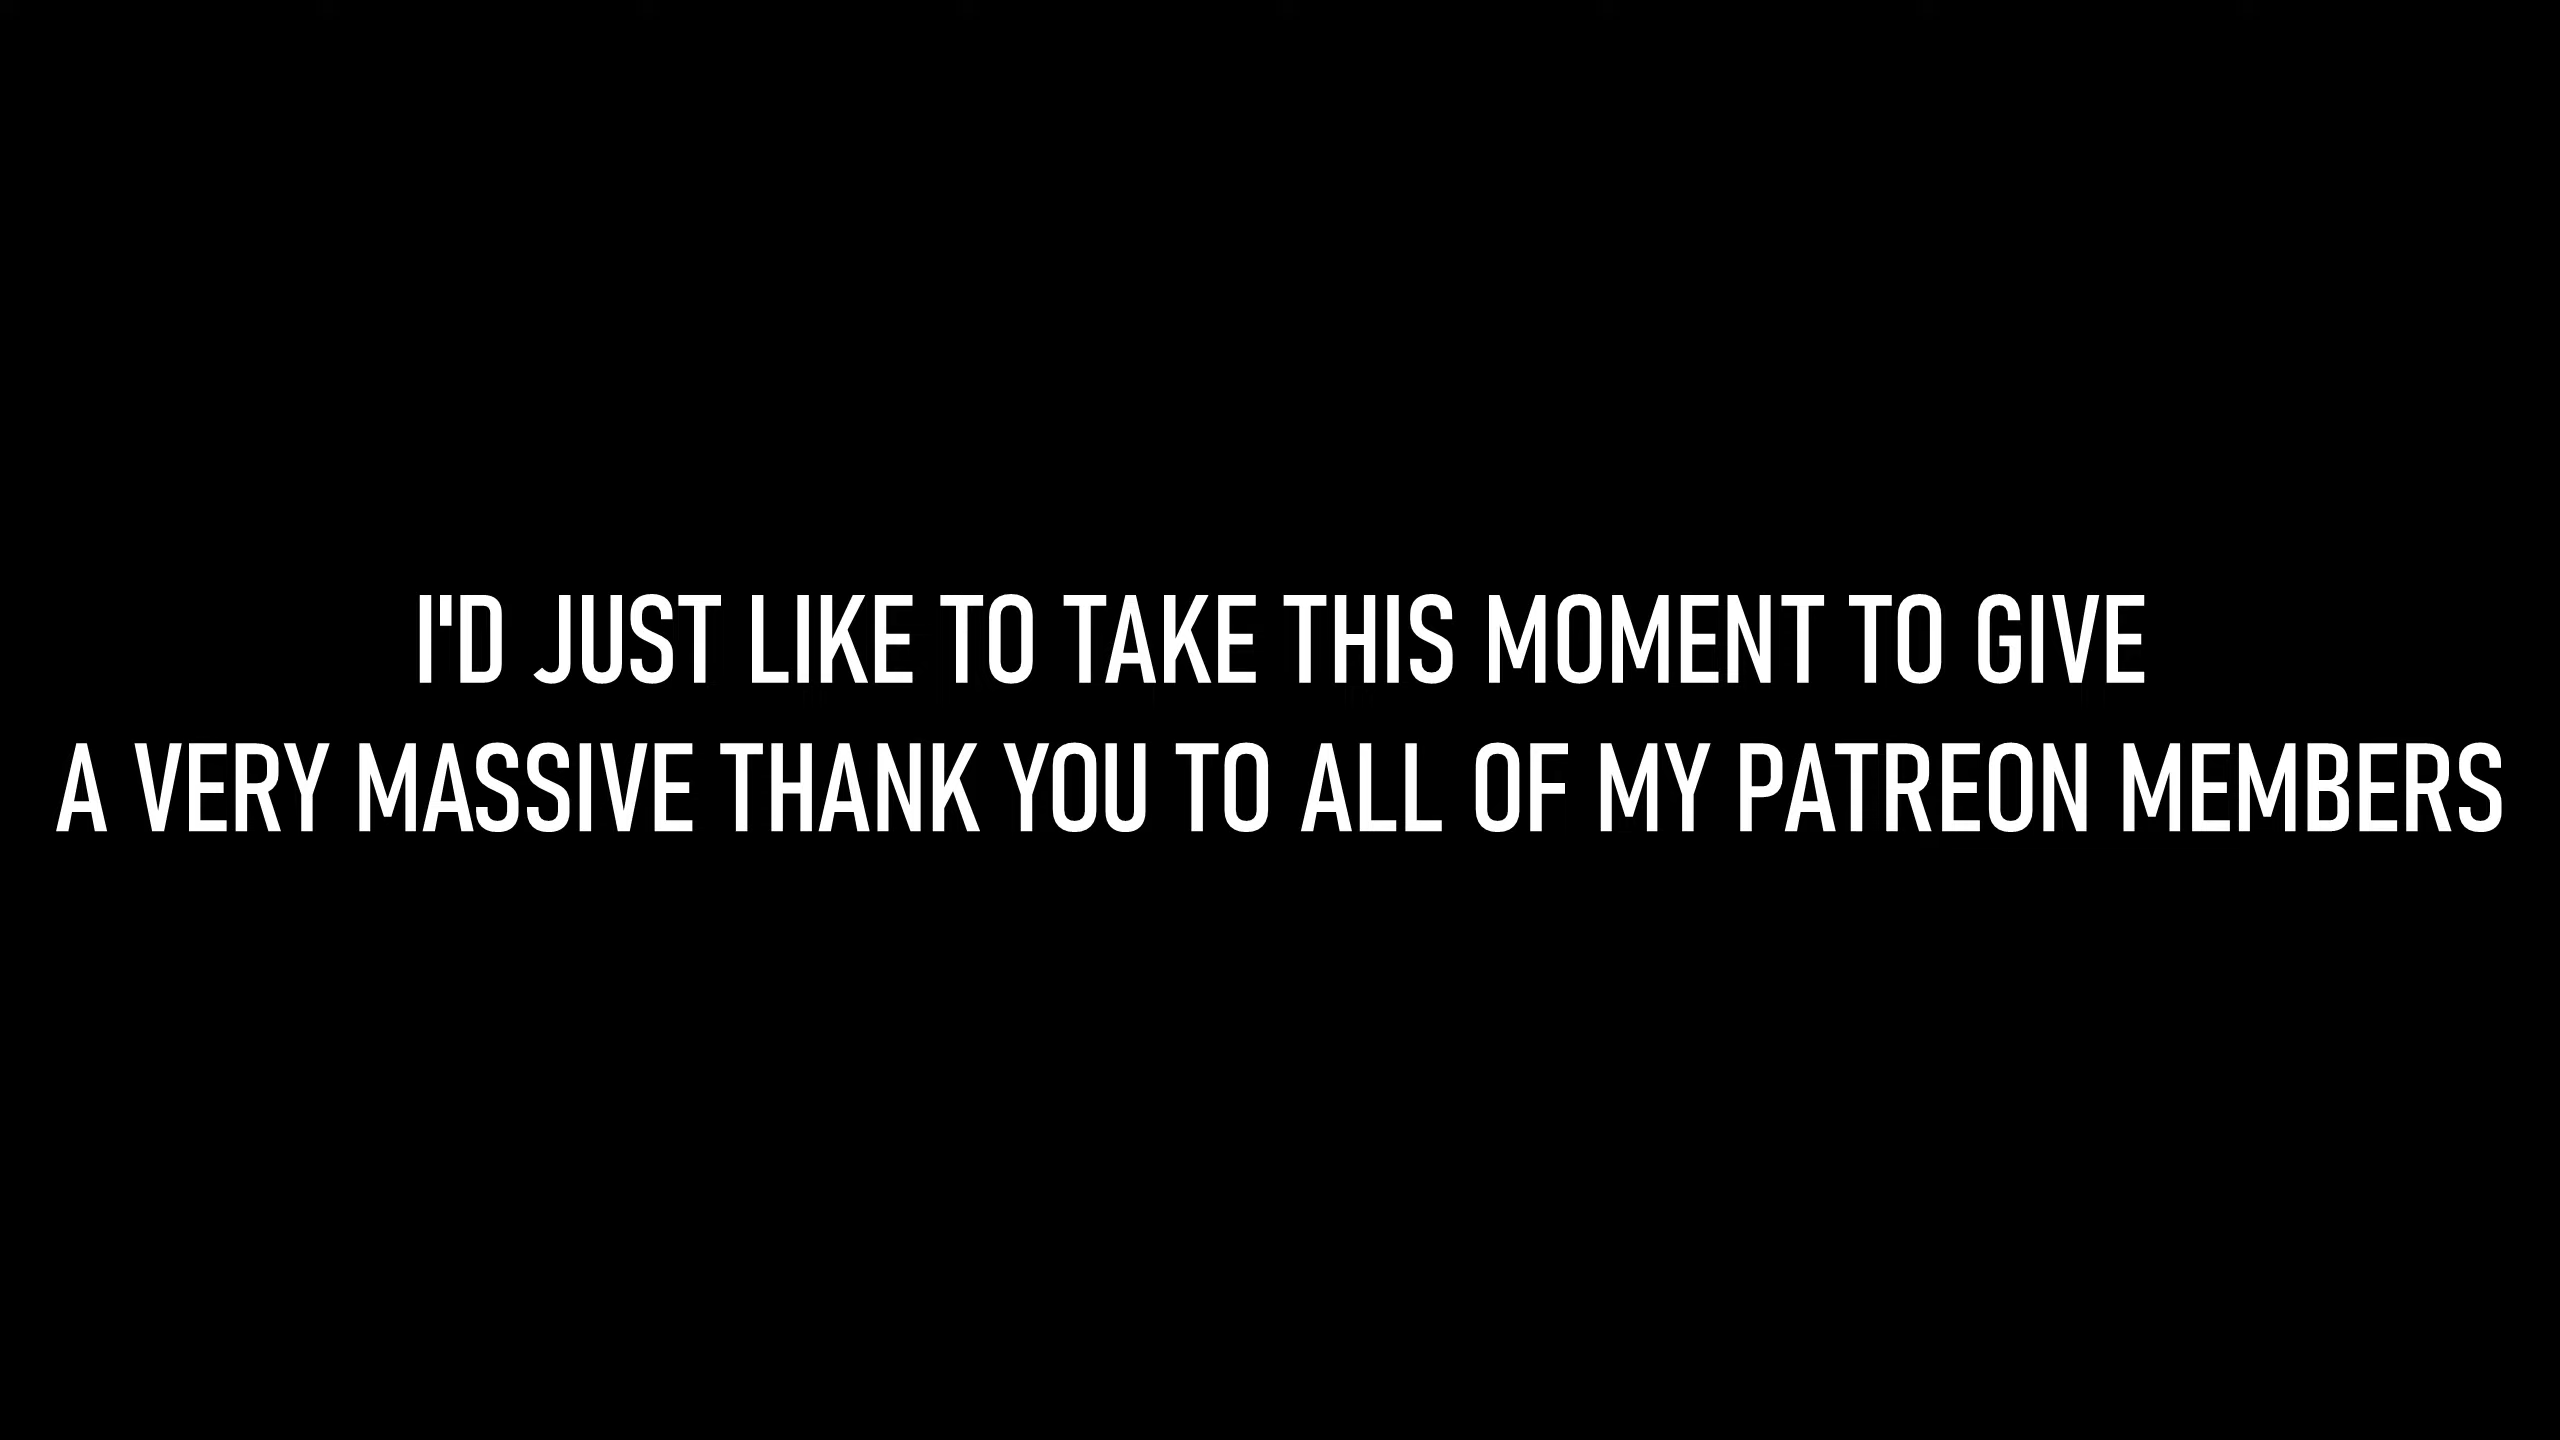 I'D JUST LIKE TO TAKE THIS MOMENT TO GIVE
A VERY MASSIVE THANK YOU TO ALL OF MY PATREON MEMBERS